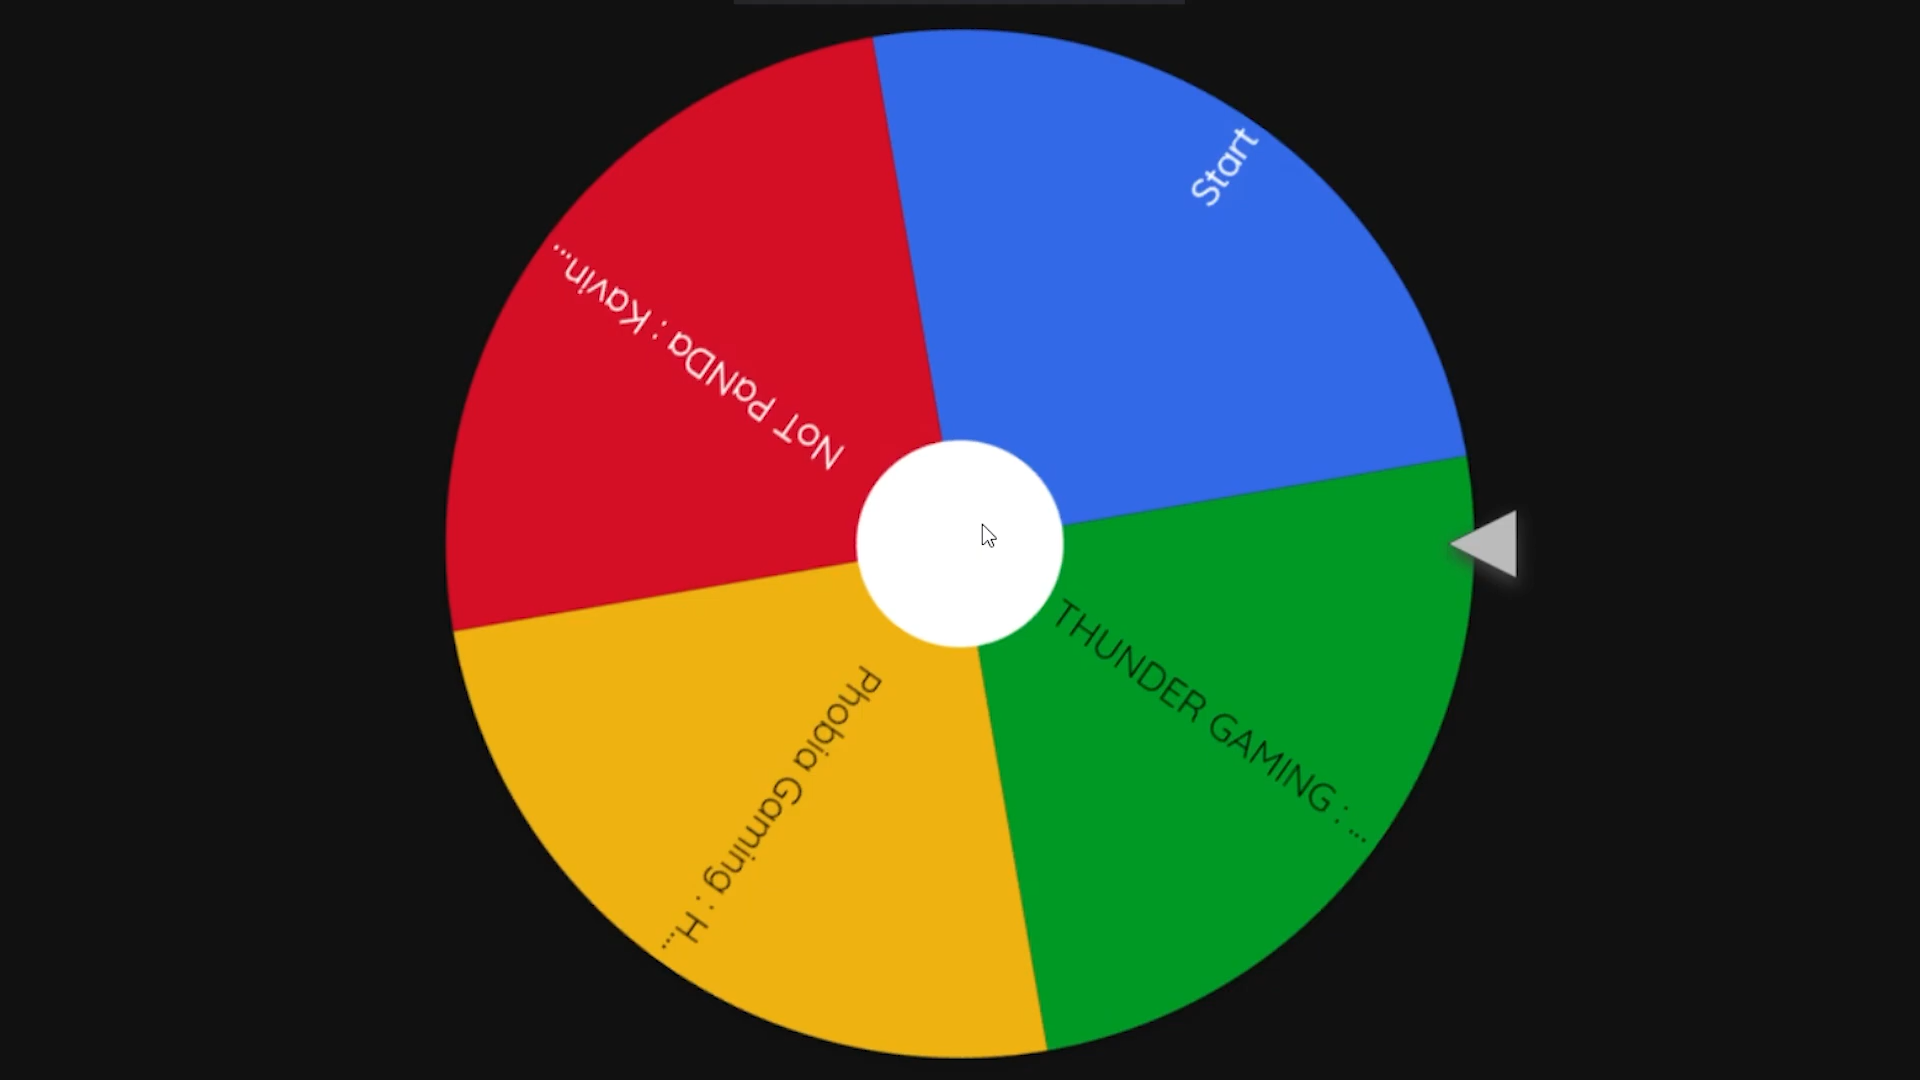 Start
NoT PaNDa : Kavin...
THUNDER GAMING : ...
Phobia Gaming : H...